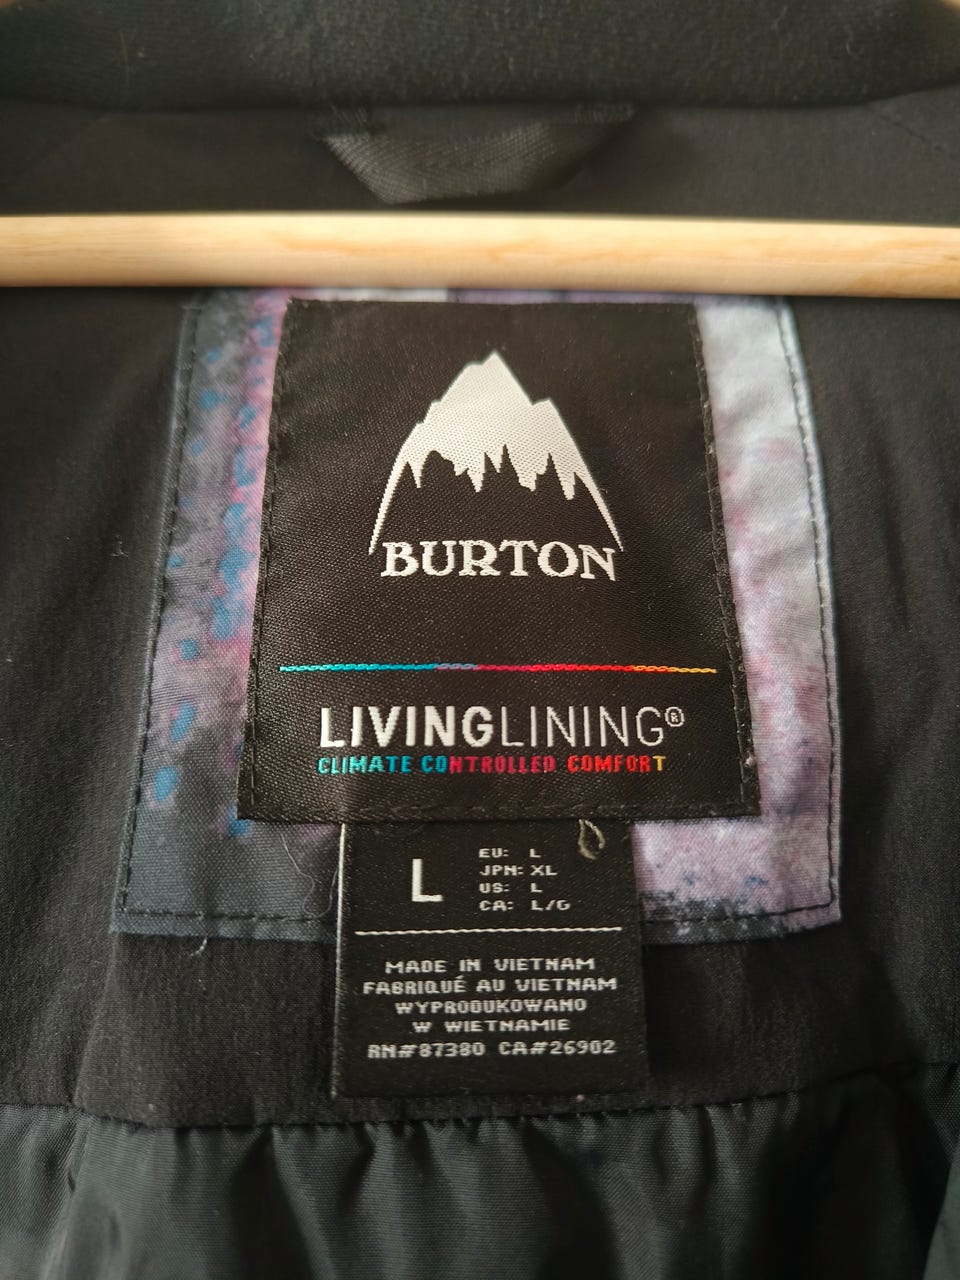 BURTON
LIVINGLINING®
CLIMATE CONTROLLED COMFORT
L
EU: L
JPN: XL
US: L
CA: L/G
MADE IN VIETNAM
FABRIQUÉ AU VIETNAM
WYPRODUKOWANO
W WIETNAMIE
RN#87380 CA#26902